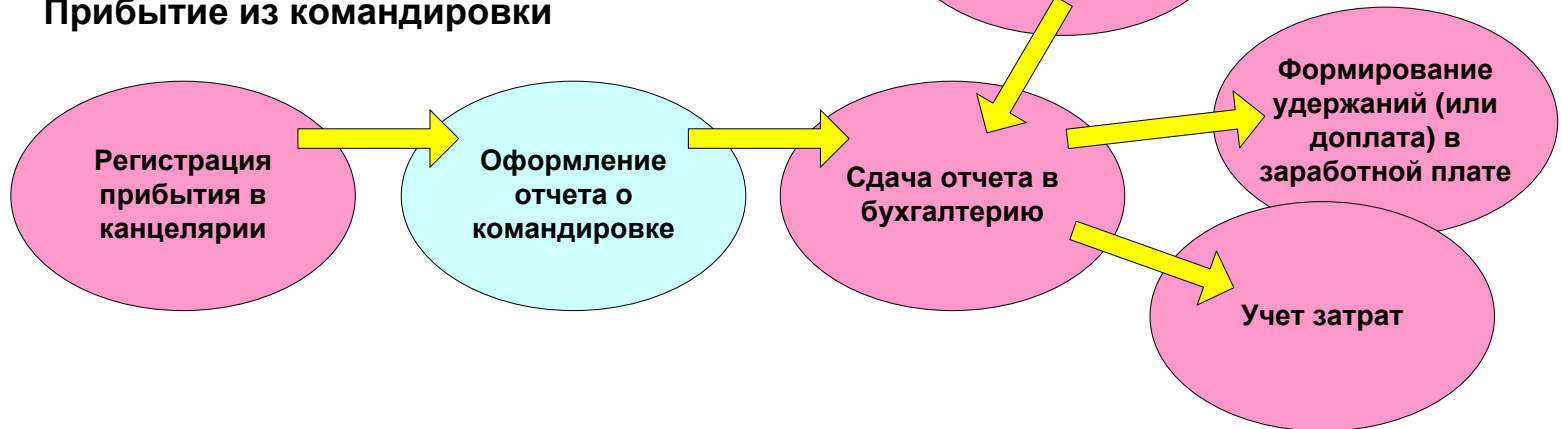 Прибытие из командировки
Регистрация
прибытия в
канцелярии
Оформление
отчета о
командировке
Сдача отчета в
бухгалтерию
Формирование
удержаний (или
доплата) в
заработной плате
Учет затрат